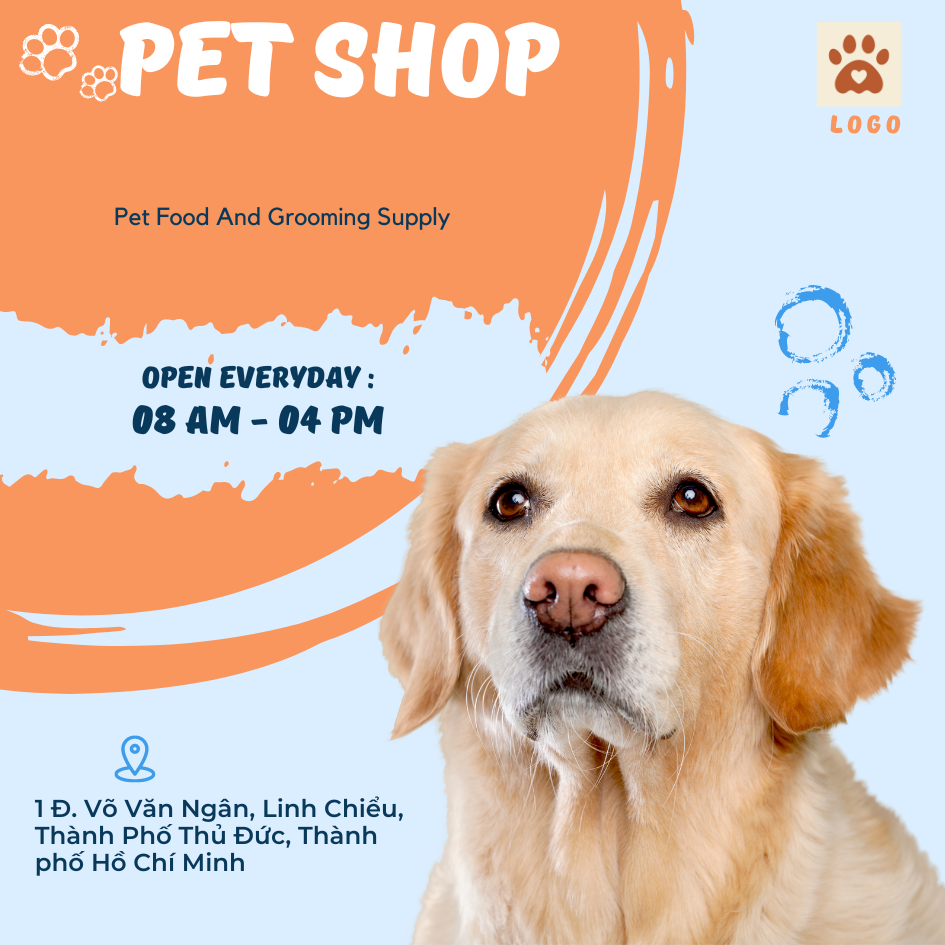 PET SHOP
LOGO
Pet Food And Grooming Supply
OPEN EVERYDAY :
08 AM - 04 PM
1 Đ. Võ Văn Ngân, Linh Chiểu,
Thành Phố Thủ Đức, Thành
phố Hồ Chí Minh